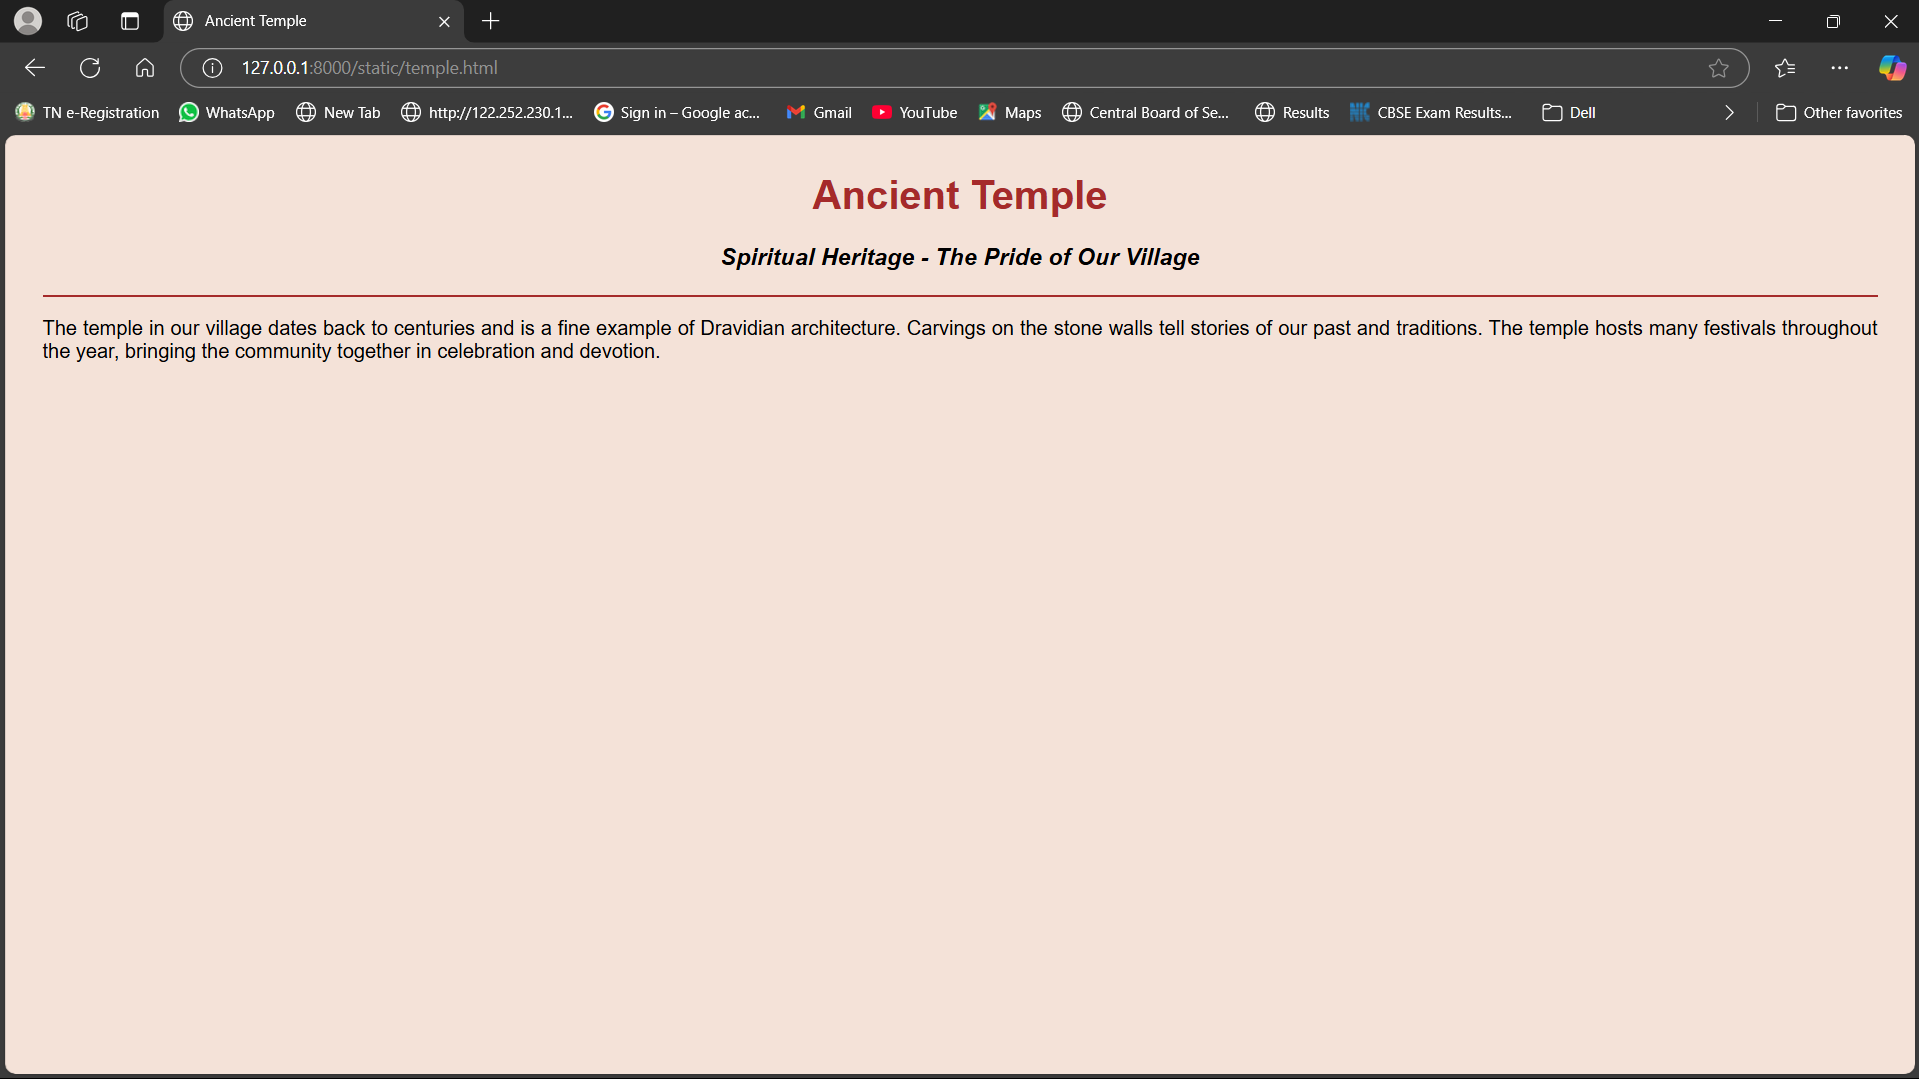 Ancient Temple
127.0.0.1:8000/static/temple.html
TN e-Registration WhatsApp New Tab http://122.252.230.1... Sign in – Google ac... Gmail YouTube Maps Central Board of Se... Results CBSE Exam Results... Dell Other favorites
Ancient Temple
Spiritual Heritage - The Pride of Our Village
The temple in our village dates back to centuries and is a fine example of Dravidian architecture. Carvings on the stone walls tell stories of our past and traditions. The temple hosts many festivals throughout
the year, bringing the community together in celebration and devotion.